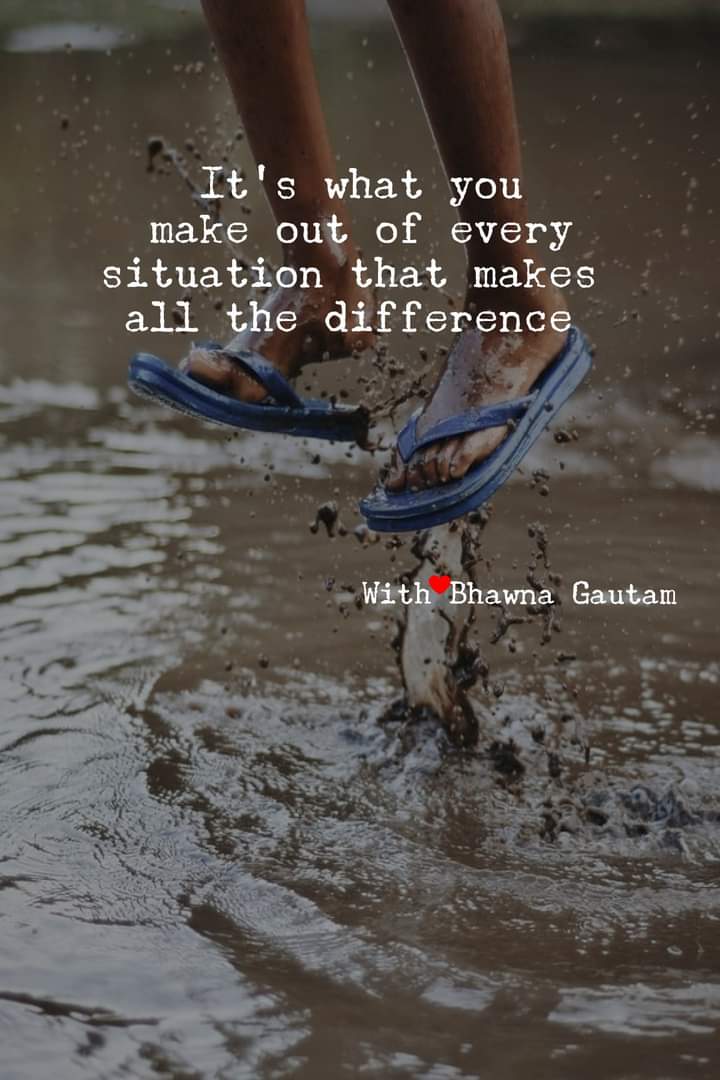 It's what you
make out of every
situation that makes
all the difference
With❤Bhawna Gautam